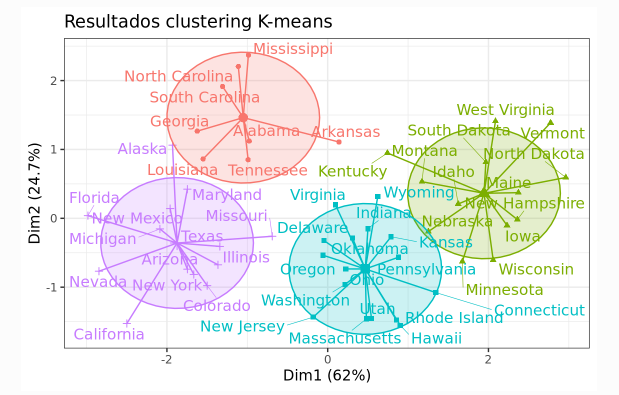 Resultados clustering K-means
Mississippi
North Carolina
South Carolina
West Virginia
Georgia
Alabama
Arkansas
South Dakota
Vermont
Alaska
Montana
North Dakota
Louisiana
Tennessee
Kentucky
Idaho
Maine
Florida
Maryland
Virginia
Wyoming
New Hampshire
New Mexico
Missouri
Indiana
Nebraska
Michigan
Texas
Delaware
Kansas
Iowa
Arizona
Illinois
Oklahoma
Oregon
Pennsylvania
Wisconsin
Nevada
New York
Ohio
Minnesota
Colorado
Washington
Utah
Connecticut
California
New Jersey
Rhode Island
Massachusetts
Hawaii
2
1
0
-1
Dim2 (24.7%)
-2
0
2
Dim1 (62%)